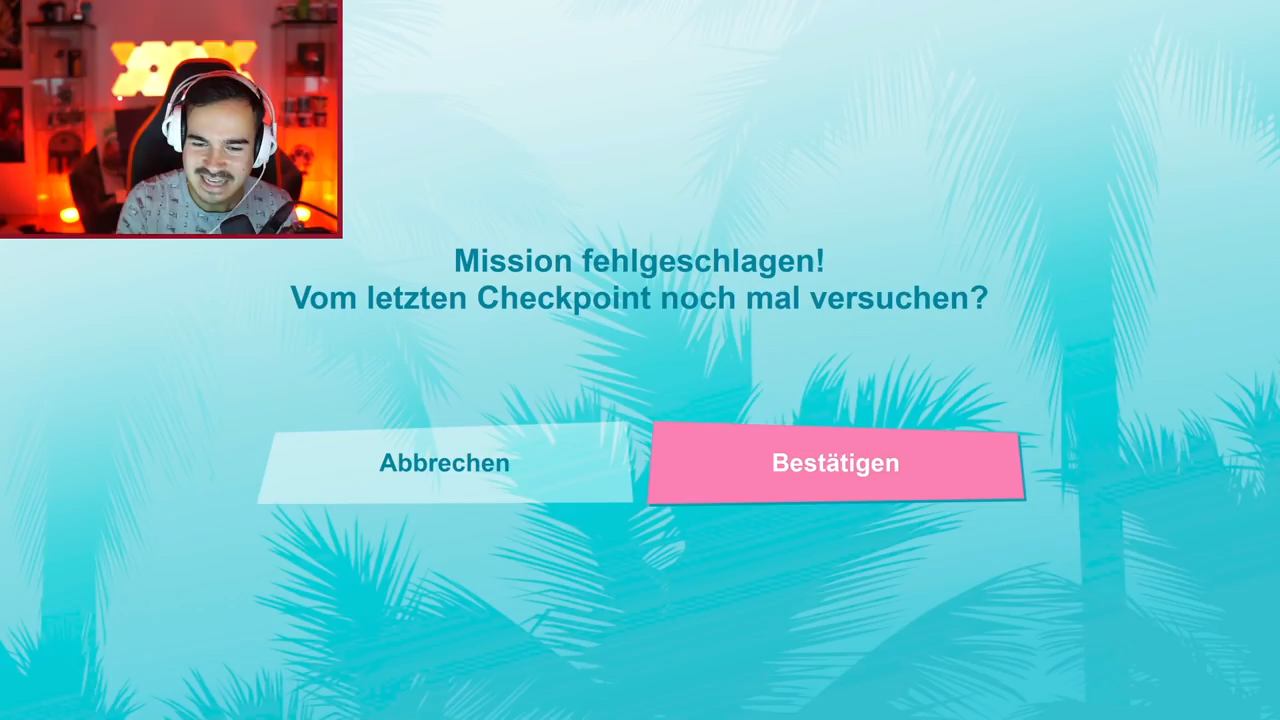 Mission fehlgeschlagen!
Vom letzten Checkpoint noch mal versuchen?
Abbrechen
Bestätigen